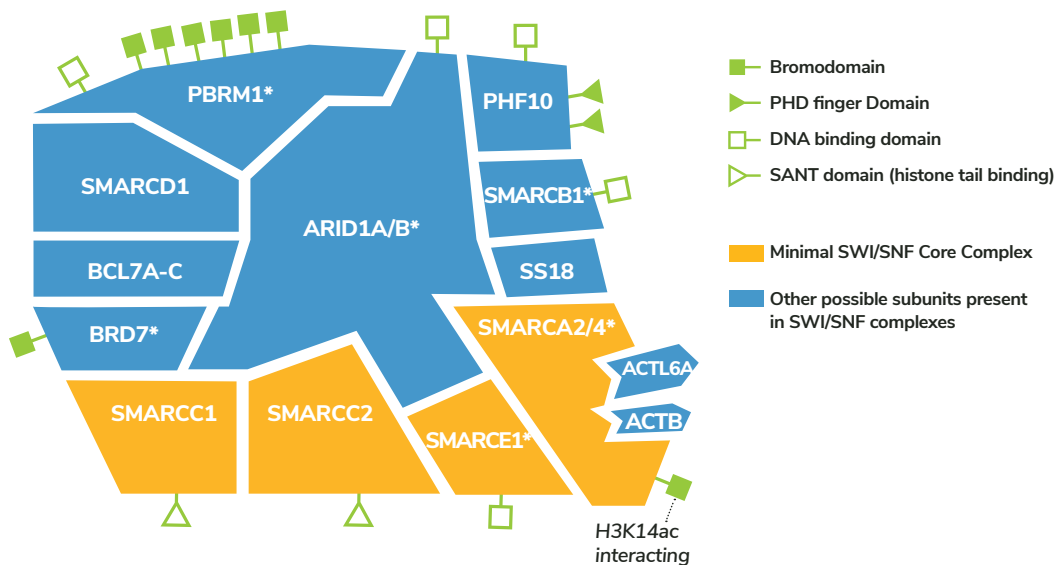 PBRM1*
PHF10
SMARCD1
SMARCB1*
ARID1A/B*
BCL7A-C
SS18
BRD7*
SMARCA2/4*
ACTL6A
SMARCC1
SMARCC2
ACTB
SMARCE1*
H3K14ac
interacting
Bromodomain
PHD finger Domain
DNA binding domain
SANT domain (histone tail binding)
Minimal SWI/SNF Core Complex
Other possible subunits present
in SWI/SNF complexes